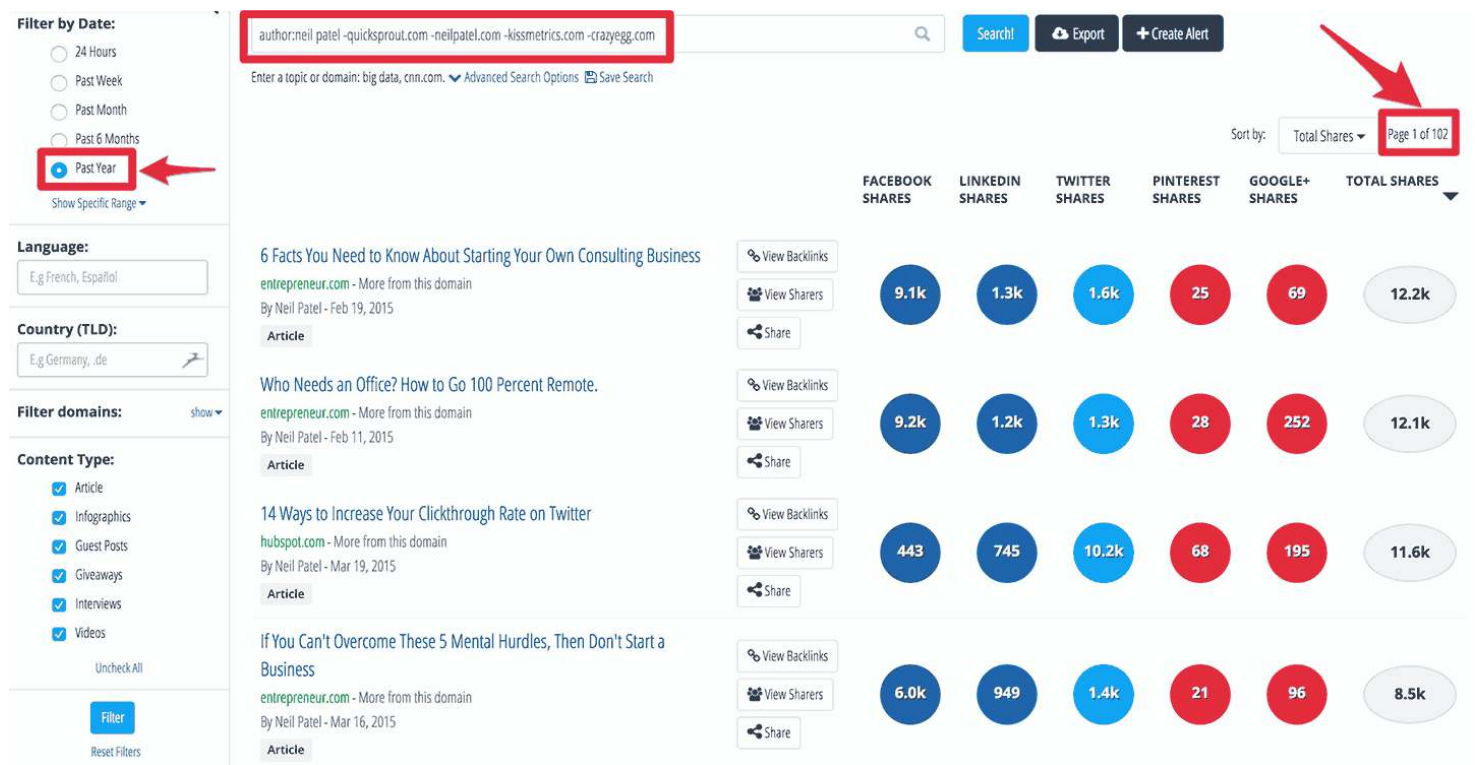 Filter by Date:
24 Hours
Past Week
Past Month
Past 6 Months
Past Year
Show Specific Range
Language:
E.g French, Español
Country (TLD):
E.g Germany, .de
Filter domains: show
Content Type:
Article
Infographics
Guest Posts
Giveaways
Interviews
Videos
Uncheck All
Filter
Reset Filters
author:neil patel -quicksprout.com -neilpatel.com -kissmetrics.com -crazyegg.com
Search!
Export
+Create Alert
Enter a topic or domain: big data, cnn.com. Advanced Search Options Save Search
Sort by: Total Shares Page 1 of 102
FACEBOOK SHARES
LINKEDIN SHARES
TWITTER SHARES
PINTEREST SHARES
GOOGLE+ SHARES
TOTAL SHARES
6 Facts You Need to Know About Starting Your Own Consulting Business
entrepreneur.com - More from this domain
By Neil Patel - Feb 19, 2015
Article
View Backlinks
View Sharers
Share
9.1k 1.3k 1.6k 25 69 12.2k
Who Needs an Office? How to Go 100 Percent Remote.
entrepreneur.com - More from this domain
By Neil Patel - Feb 11, 2015
Article
View Backlinks
View Sharers
Share
9.2k 1.2k 1.3k 28 252 12.1k
14 Ways to Increase Your Clickthrough Rate on Twitter
hubspot.com - More from this domain
By Neil Patel - Mar 19, 2015
Article
View Backlinks
View Sharers
Share
443 745 10.2k 68 195 11.6k
If You Can't Overcome These 5 Mental Hurdles, Then Don't Start a
Business
entrepreneur.com - More from this domain
By Neil Patel - Mar 16, 2015
Article
View Backlinks
View Sharers
Share
6.0k 949 1.4k 21 96 8.5k